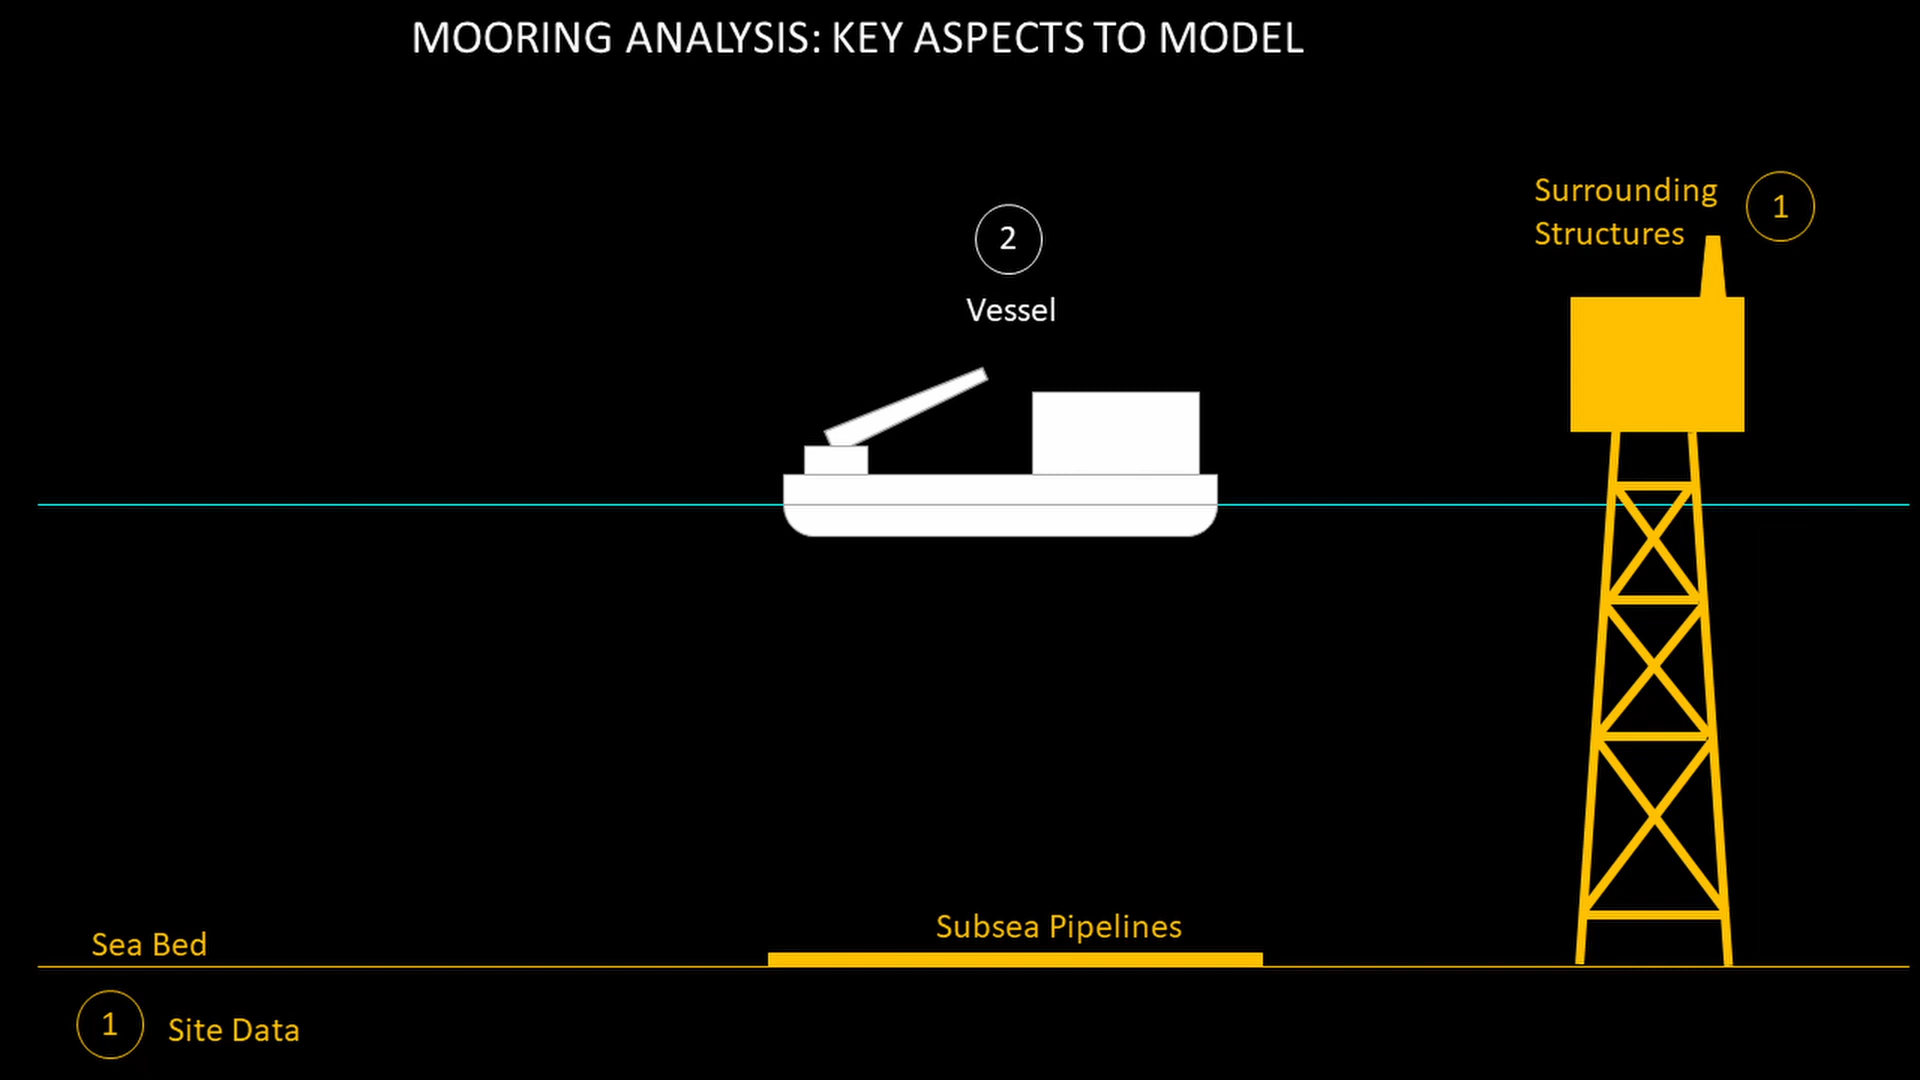 MOORING ANALYSIS: KEY ASPECTS TO MODEL
Surrounding
Structures
1
2
Vessel
Subsea Pipelines
Sea Bed
1
Site Data